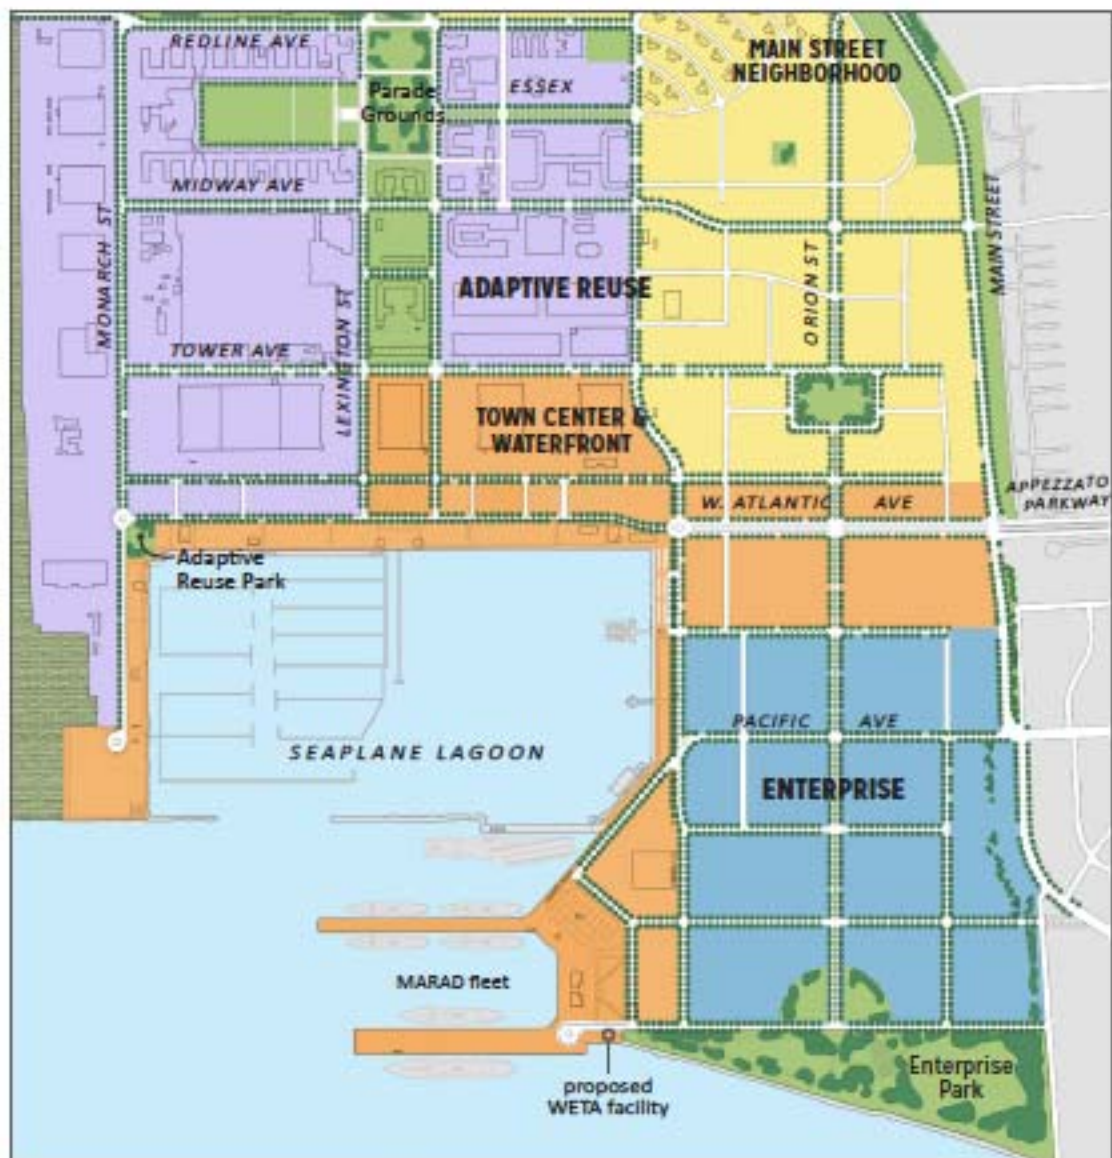 REDLINE AVE
MAIN STREET
NEIGHBORHOOD
ESSEX
Parade
Grounds
MIDWAY AVE
MONARCH ST
LEXINGTON ST
ORION ST
MAIN STREET
ADAPTIVE REUSE
TOWER AVE
TOWN CENTER &
WATERFRONT
W. ATLANTIC AVE
APPEZZATO
PARKWAY
Adaptive
Reuse Park
PACIFIC AVE
SEAPLANE LAGOON
ENTERPRISE
MARAD fleet
Enterprise
Park
proposed
WETA facility